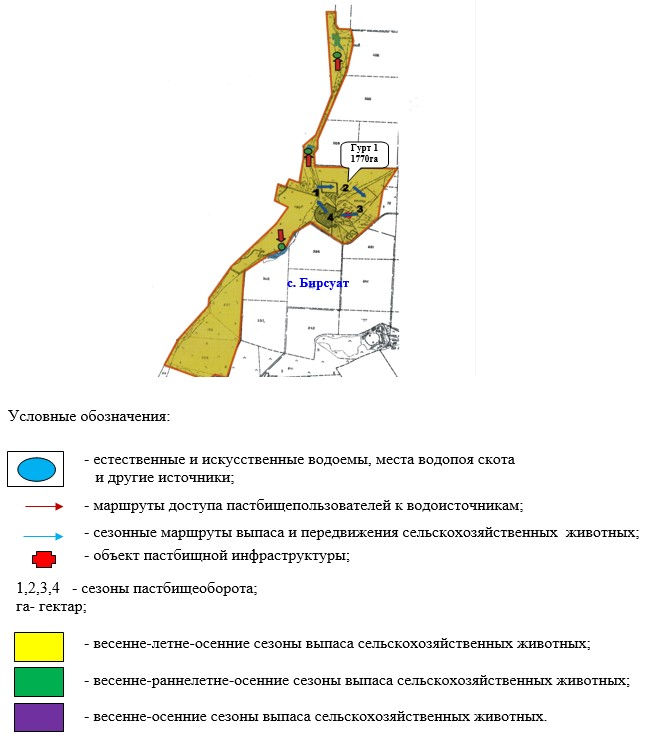 Гурт 1
1770га
1
2
3
4
с. Бирсуат
Условные обозначения:
- естественные и искусственные водоемы, места водопоя скота
и другие источники;
- маршруты доступа пастбищепользователей к водоисточникам;
- сезонные маршруты выпаса и передвижения сельскохозяйственных животных;
- объект пастбищной инфраструктуры;
1,2,3,4 - сезоны пастбищеоборота;
га- гектар;
- весенне-летне-осенние сезоны выпаса сельскохозяйственных животных;
- весенне-раннелетне-осенние сезоны выпаса сельскохозяйственных животных;
- весенне-осенние сезоны выпаса сельскохозяйственных животных.